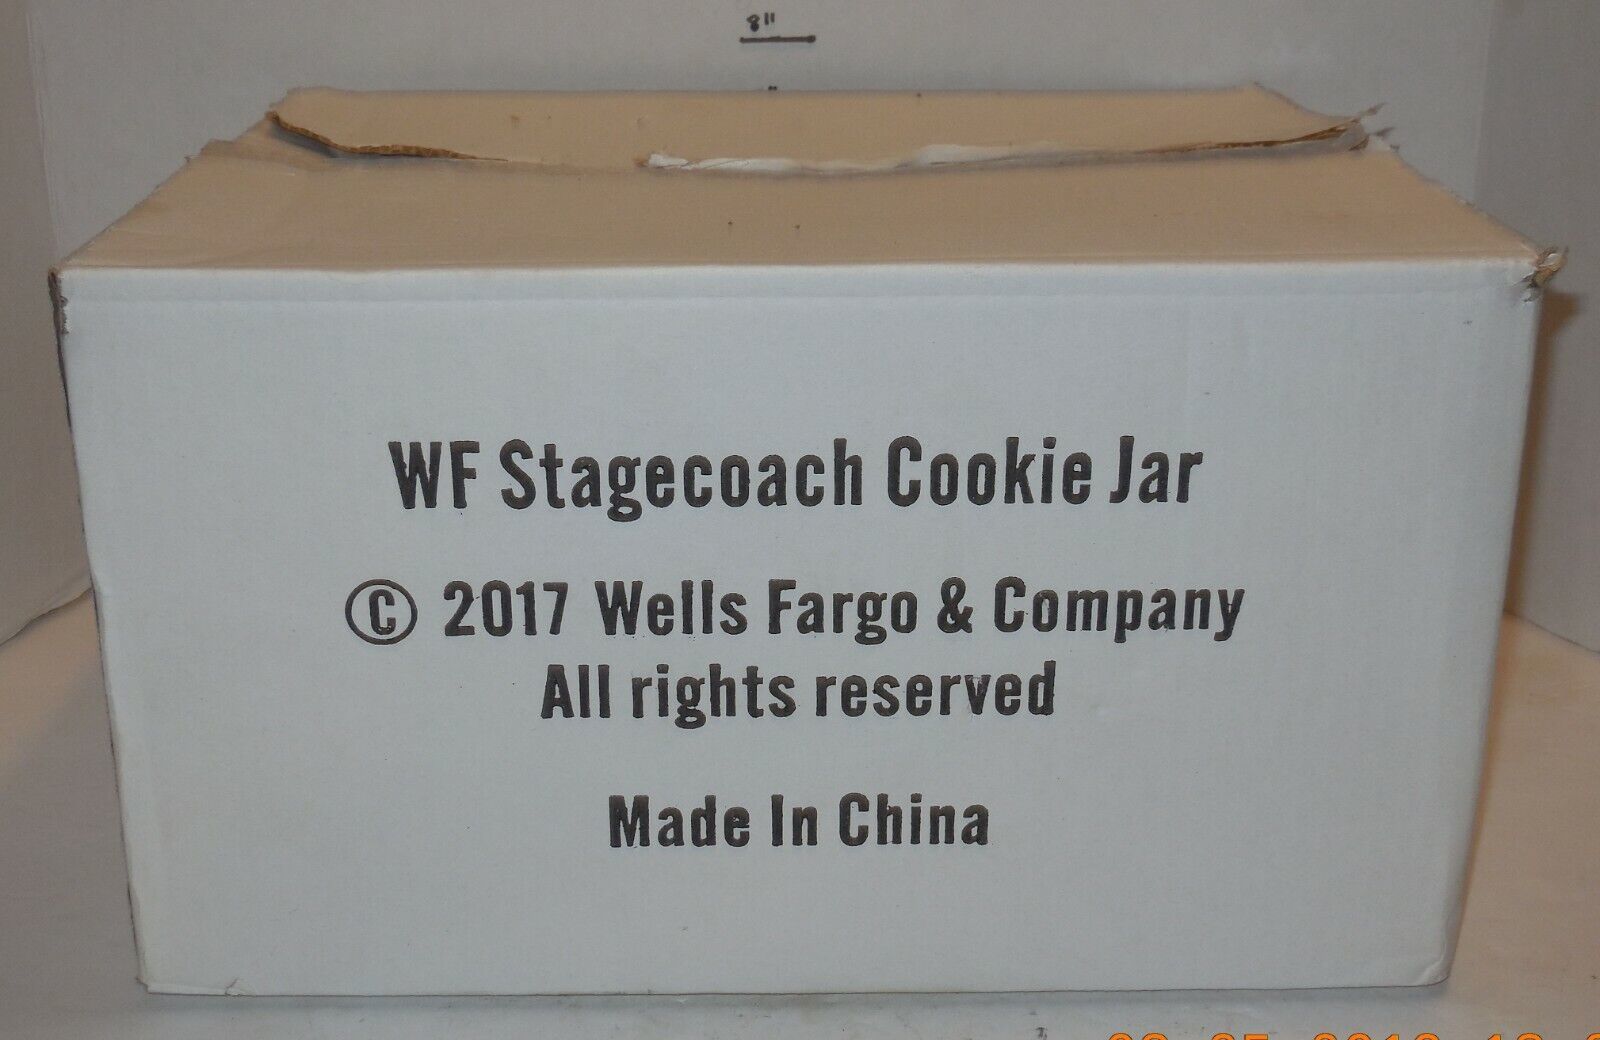 8"
WF Stagecoach Cookie Jar
© 2017 Wells Fargo & Company
All rights reserved
Made In China